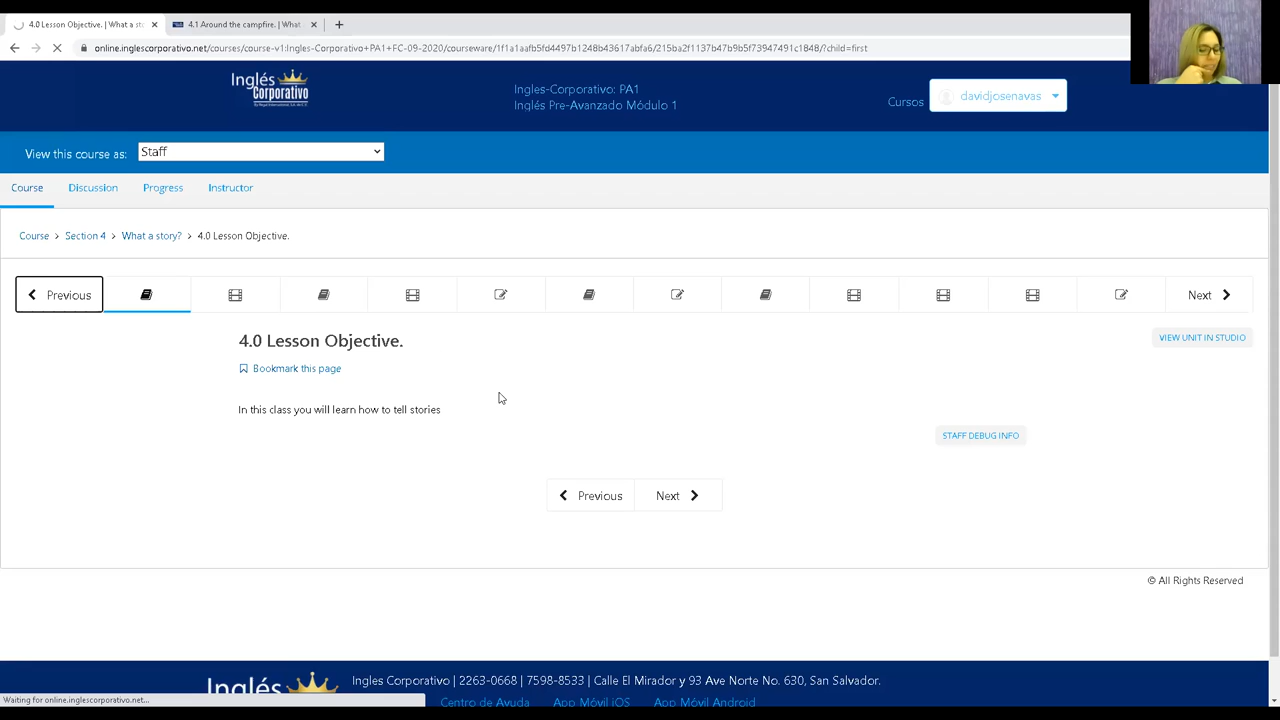 4.0 Lesson Objective. | What a sto
4.1 Around the campfire. | What
online.inglescorporativo.net/courses/course-v1:Ingles-Corporativo+PA1+FC-09-2020/courseware/1f1a1aafb5fd4497b1248b43617abfa6/215ba2f1137b47b9b5f73947491c1848/?child=first
Inglés
Corporativo
Ingles-Corporativo: PA1
Inglés Pre-Avanzado Módulo 1
Cursos
davidjosenavas
View this course as:
Staff
Course Discussion Progress Instructor
Course > Section 4 > What a story? > 4.0 Lesson Objective.
Previous
Next
4.0 Lesson Objective.
VIEW UNIT IN STUDIO
Bookmark this page
In this class you will learn how to tell stories
STAFF DEBUG INFO
Previous Next
© All Rights Reserved
Inglés
Ingles Corporativo | 2263-0668 | 7598-8533 | Calle El Mirador y 93 Ave Norte No. 630, San Salvador.
Centro de Ayuda App Móvil iOS App Móvil Android
Waiting for online.inglescorporativo.net...